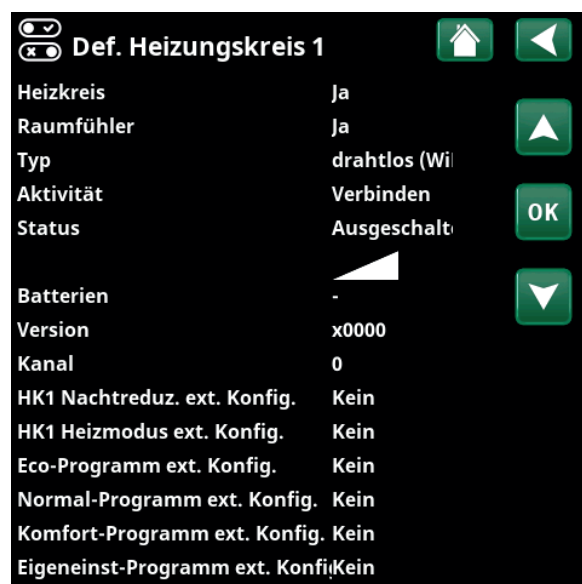 Def. Heizungskreis 1
Heizkreis Ja
Raumfühler Ja
Typ drahtlos (Wi
Aktivität Verbinden
OK
Status Ausgeschalt
Batterien -
Version x0000
Kanal 0
HK1 Nachtreduz. ext. Konfig. Kein
HK1 Heizmodus ext. Konfig. Kein
Eco-Programm ext. Konfig. Kein
Normal-Programm ext. Konfig. Kein
Komfort-Programm ext. Konfig. Kein
Eigeneinst-Programm ext. Konfi Kein